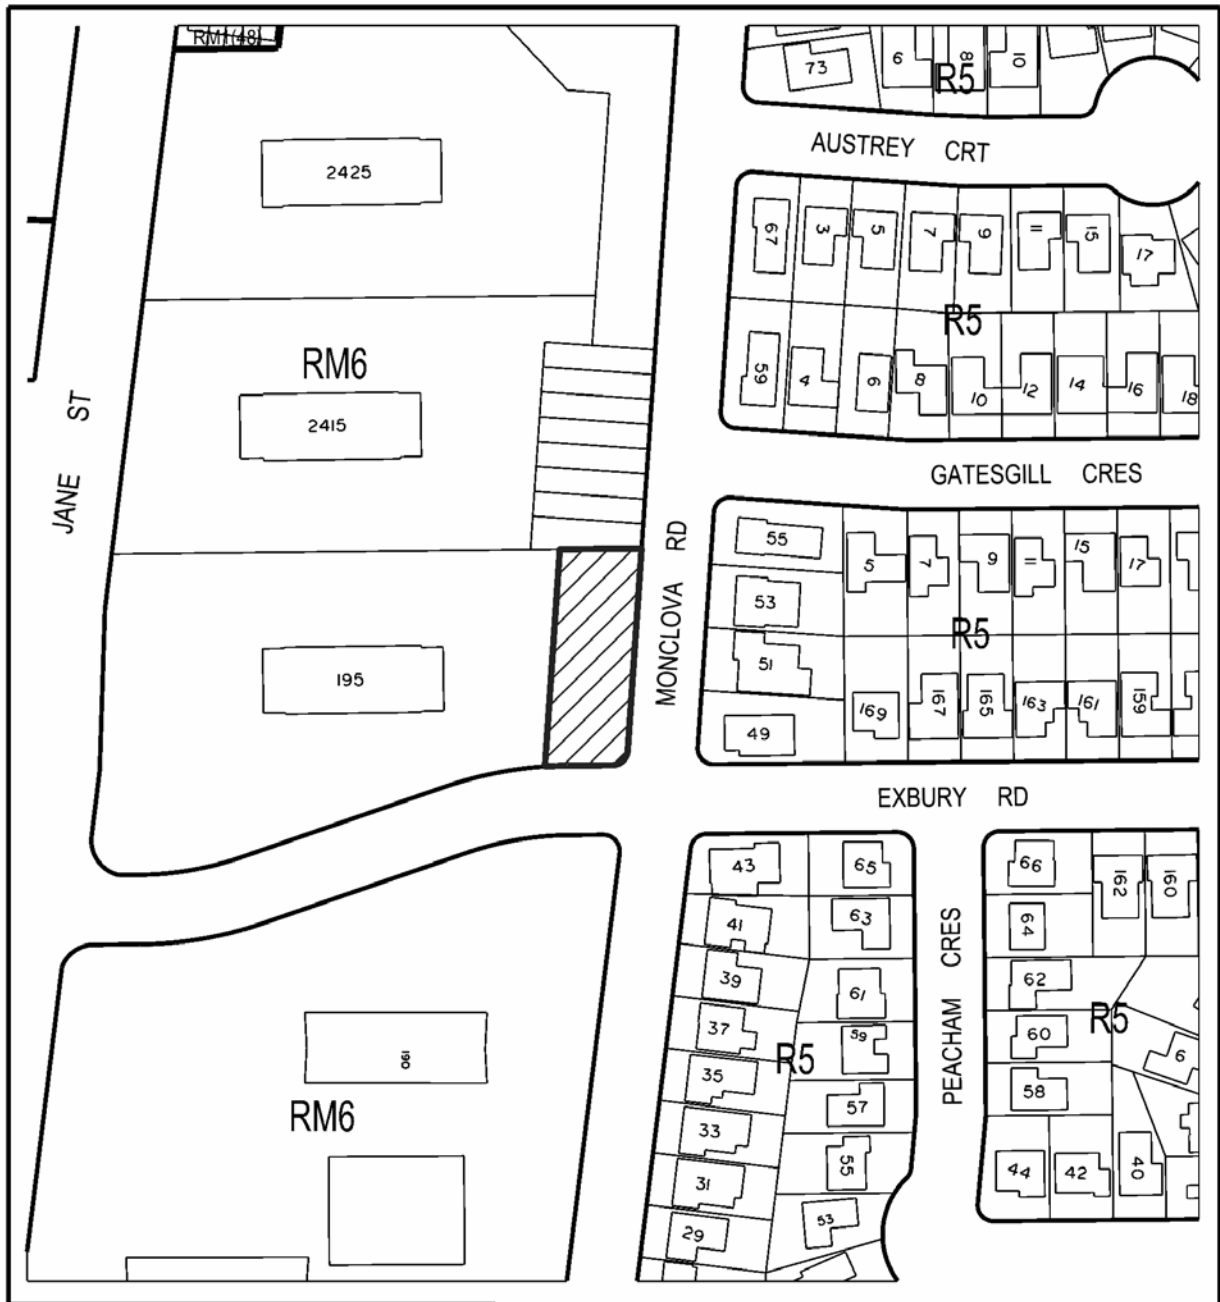 RM1(48)
73 6 8 10
R5
AUSTREY CRT
2425
67 3 5 7 9 11 15 17
R5
RM6
59 4 6 8 10 12 14 16 18
2415
JANE ST
GATESGILL CRES
MONCLOVA RD
55 5 7 9 11 15 17
53
R5
51
195
169 167 165 163 161 159
49
EXBURY RD
43 65 66 162 160
41 63 64
PEACHAM CRES
39 61 62
R5
37 59 60 6
R5
190
35 57 58
RM6
33 55 44 42 40
31
29 53